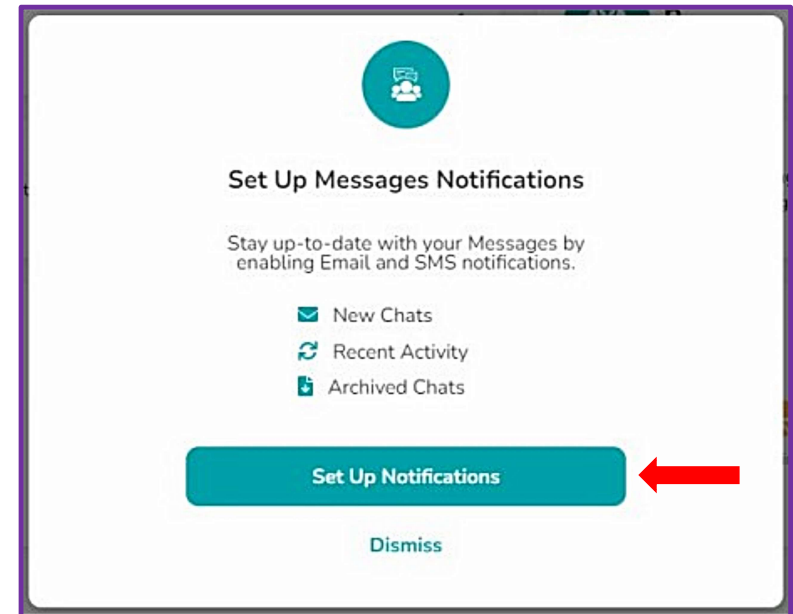 Set Up Messages Notifications
Stay up-to-date with your Messages by
enabling Email and SMS notifications.
New Chats
Recent Activity
Archived Chats
Set Up Notifications
Dismiss